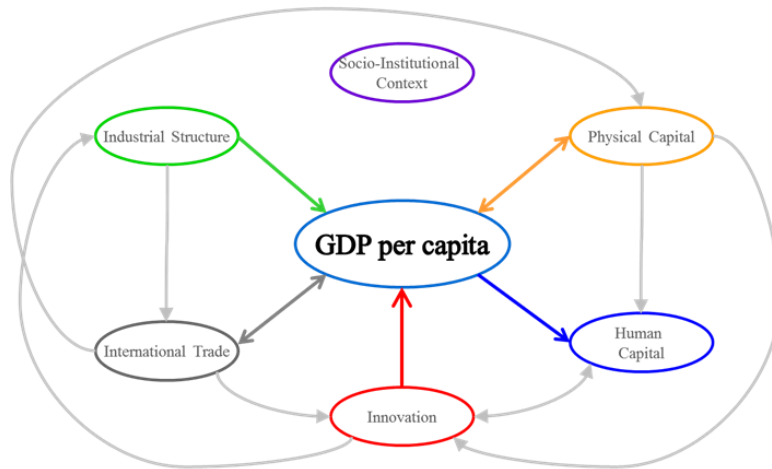 Socio-Institutional
Context
Industrial Structure
Physical Capital
GDP per capita
International Trade
Human
Capital
Innovation